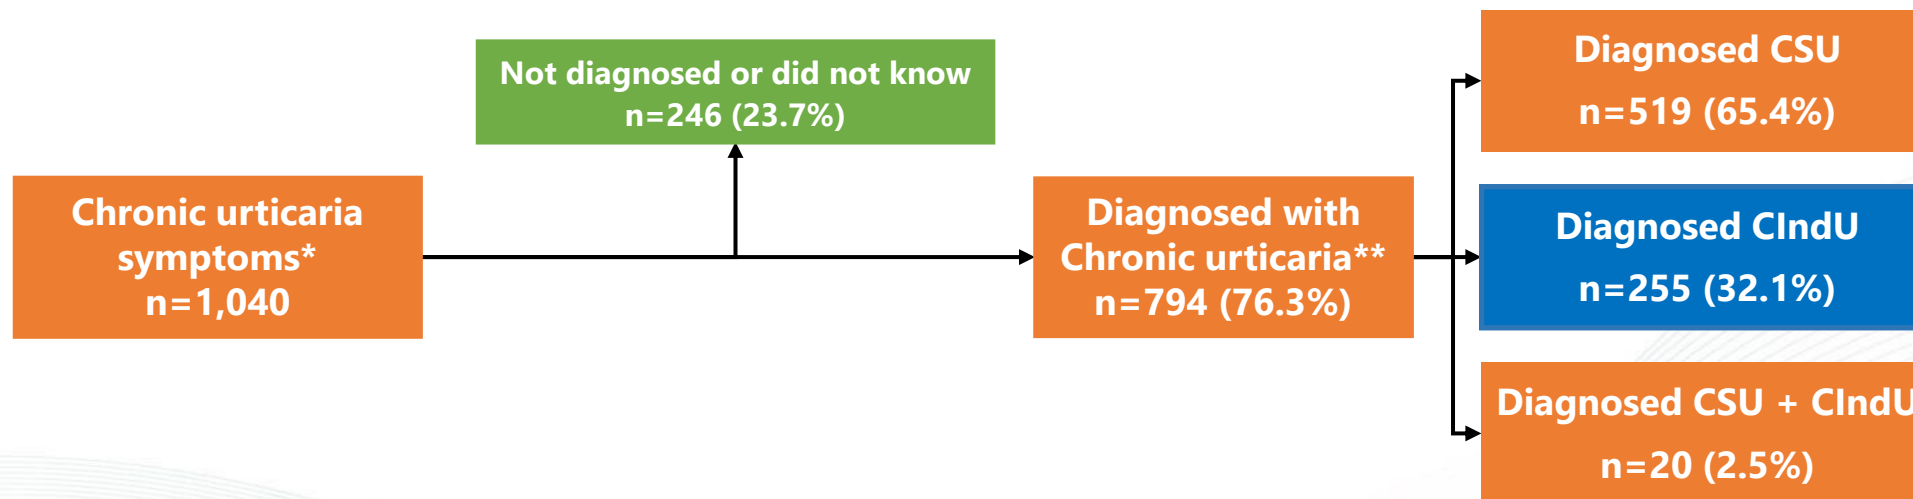 Not diagnosed or did not know
n=246 (23.7%)
Chronic urticaria
symptoms*
n=1,040
Diagnosed with
Chronic urticaria**
n=794 (76.3%)
Diagnosed CSU
n=519 (65.4%)
Diagnosed CIndU
n=255 (32.1%)
Diagnosed CSU + CIndU
n=20 (2.5%)